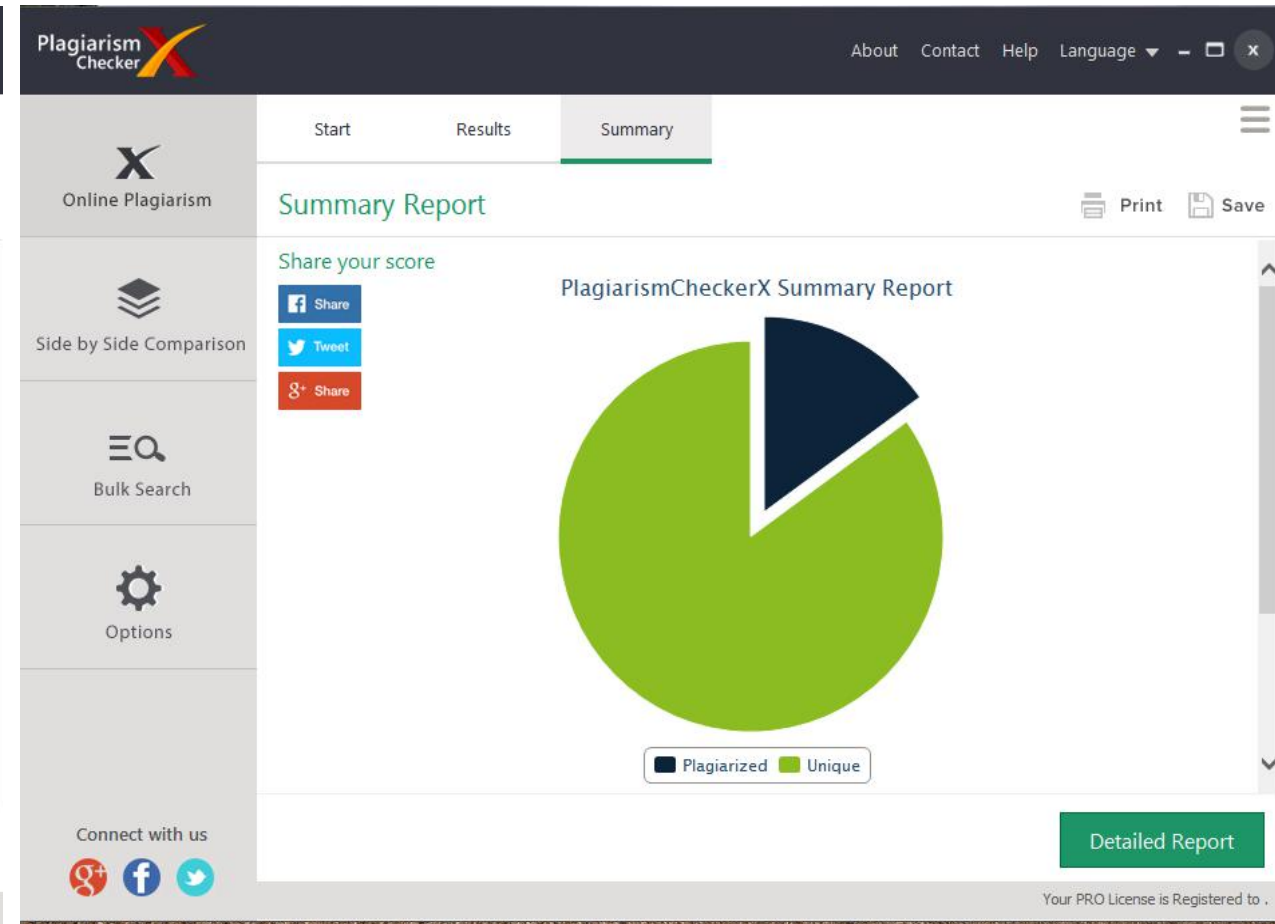 Plagiarism
Checker
About Contact Help Language
Start Results Summary
Online Plagiarism
Summary Report
Print Save
Share your score
Share
Tweet
g+ Share
PlagiarismCheckerX Summary Report
Side by Side Comparison
Bulk Search
Options
Plagiarized Unique
Connect with us
g+ f
Detailed Report
Your PRO License is Registered to .